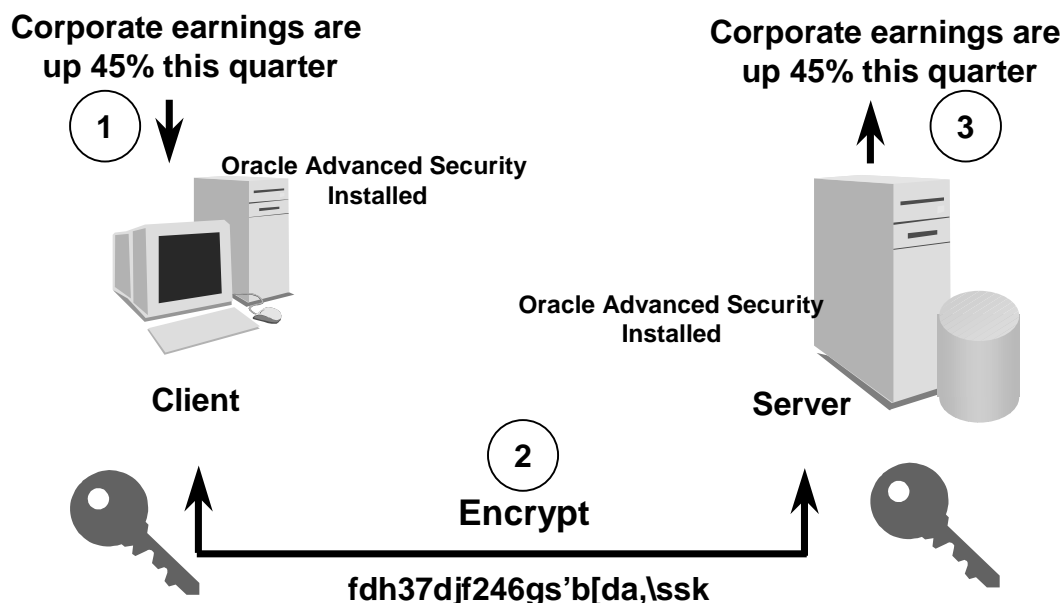 Corporate earnings are
up 45% this quarter
1
Oracle Advanced Security
Installed
Client
Corporate earnings are
up 45% this quarter
3
Oracle Advanced Security
Installed
Server
2
Encrypt
fdh37djf246gs’b[da,\ssk